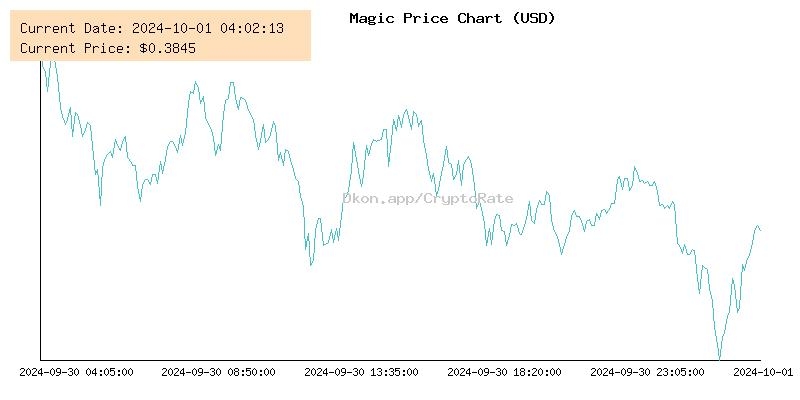 Magic Price Chart (USD)
Current Date: 2024-10-01 04:02:13
Current Price: $0.3845
Dkon.app/CryptoRate
2024-09-30 04:05:00 2024-09-30 08:50:00 2024-09-30 13:35:00 2024-09-30 18:20:00 2024-09-30 23:05:00 2024-10-01